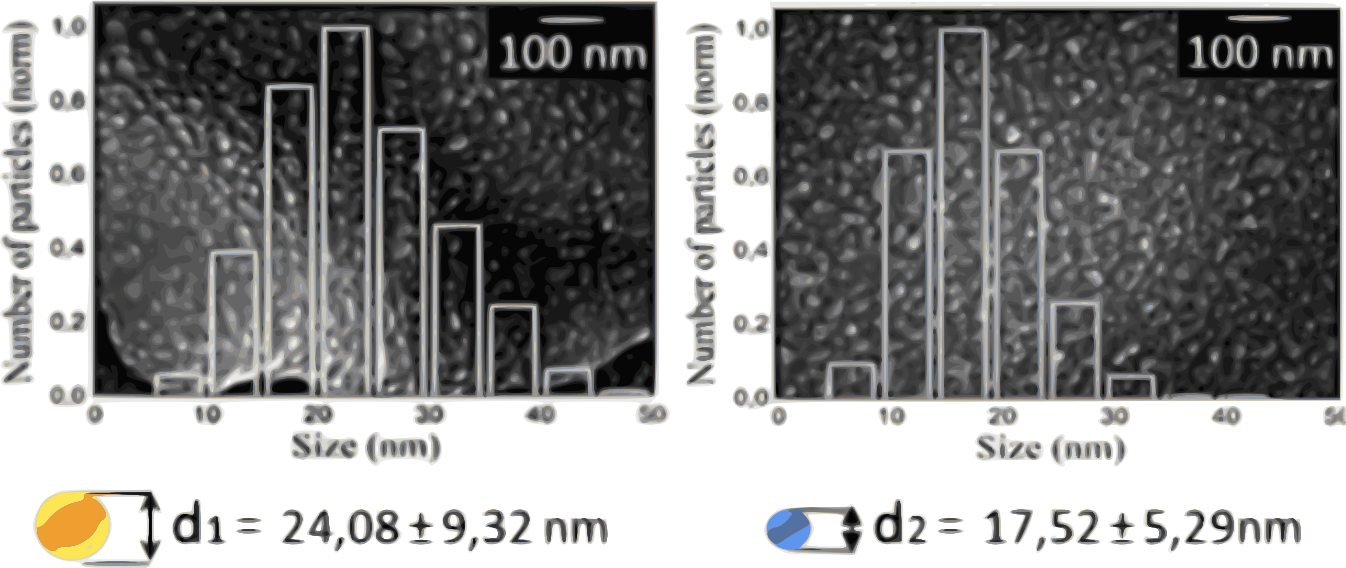 Number of particles (norm)
1.0
0.8
0.6
0.4
0.2
0.0
0 10 20 30 40 50
Size (nm)
100 nm
d1 = 24,08 ± 9,32 nm
Number of particles (norm)
1,0
0,8
0,6
0,4
0,2
0,0
0 10 20 30 40 50
Size (nm)
100 nm
d2 = 17,52 ± 5,29nm